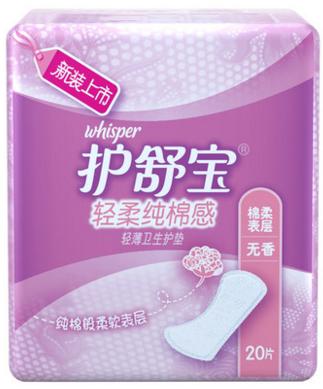 新装上市
whisper
护舒宝®
轻柔纯棉感
轻薄卫生护垫
棉柔
表层
无香
纯棉般柔软表层
20片